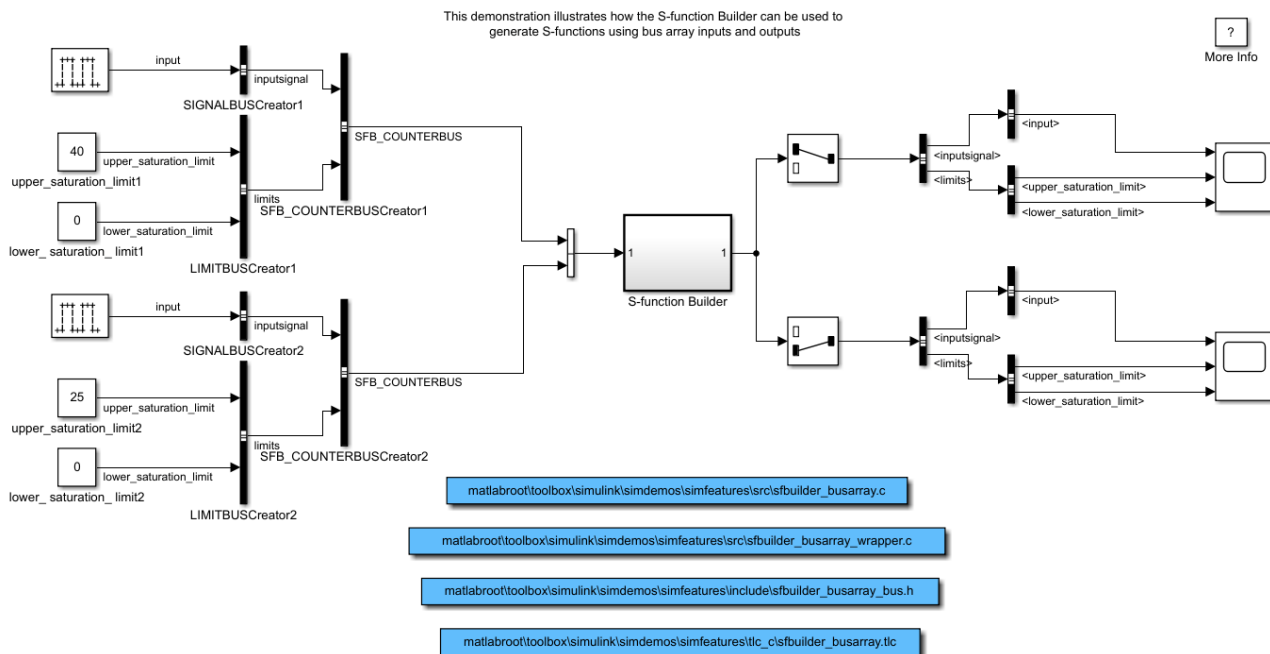 This demonstration illustrates how the S-function Builder can be used to
generate S-functions using bus array inputs and outputs
?
More Info
input
inputsignal
SIGNALBUSCreator1
40
upper_saturation_limit
upper_saturation_limit1
0
lower_saturation_limit
lower_ saturation_ limit1
limits
LIMITBUSCreator1
SFB_COUNTERBUS
SFB_COUNTERBUSCreator1
input
inputsignal
SIGNALBUSCreator2
25
upper_saturation_limit
upper_saturation_limit2
0
lower_saturation_limit
lower_ saturation_ limit2
limits
LIMITBUSCreator2
SFB_COUNTERBUS
SFB_COUNTERBUSCreator2
1 1
S-function Builder
<inputsignal>
<limits>
<input>
<upper_saturation_limit>
<lower_saturation_limit>
<inputsignal>
<limits>
<input>
<upper_saturation_limit>
<lower_saturation_limit>
matlabroot\toolbox\simulink\simdemos\simfeatures\src\sfbuilder_busarray.c
matlabroot\toolbox\simulink\simdemos\simfeatures\src\sfbuilder_busarray_wrapper.c
matlabroot\toolbox\simulink\simdemos\simfeatures\include\sfbuilder_busarray_bus.h
matlabroot\toolbox\simulink\simdemos\simfeatures\tlc_c\sfbuilder_busarray.tlc